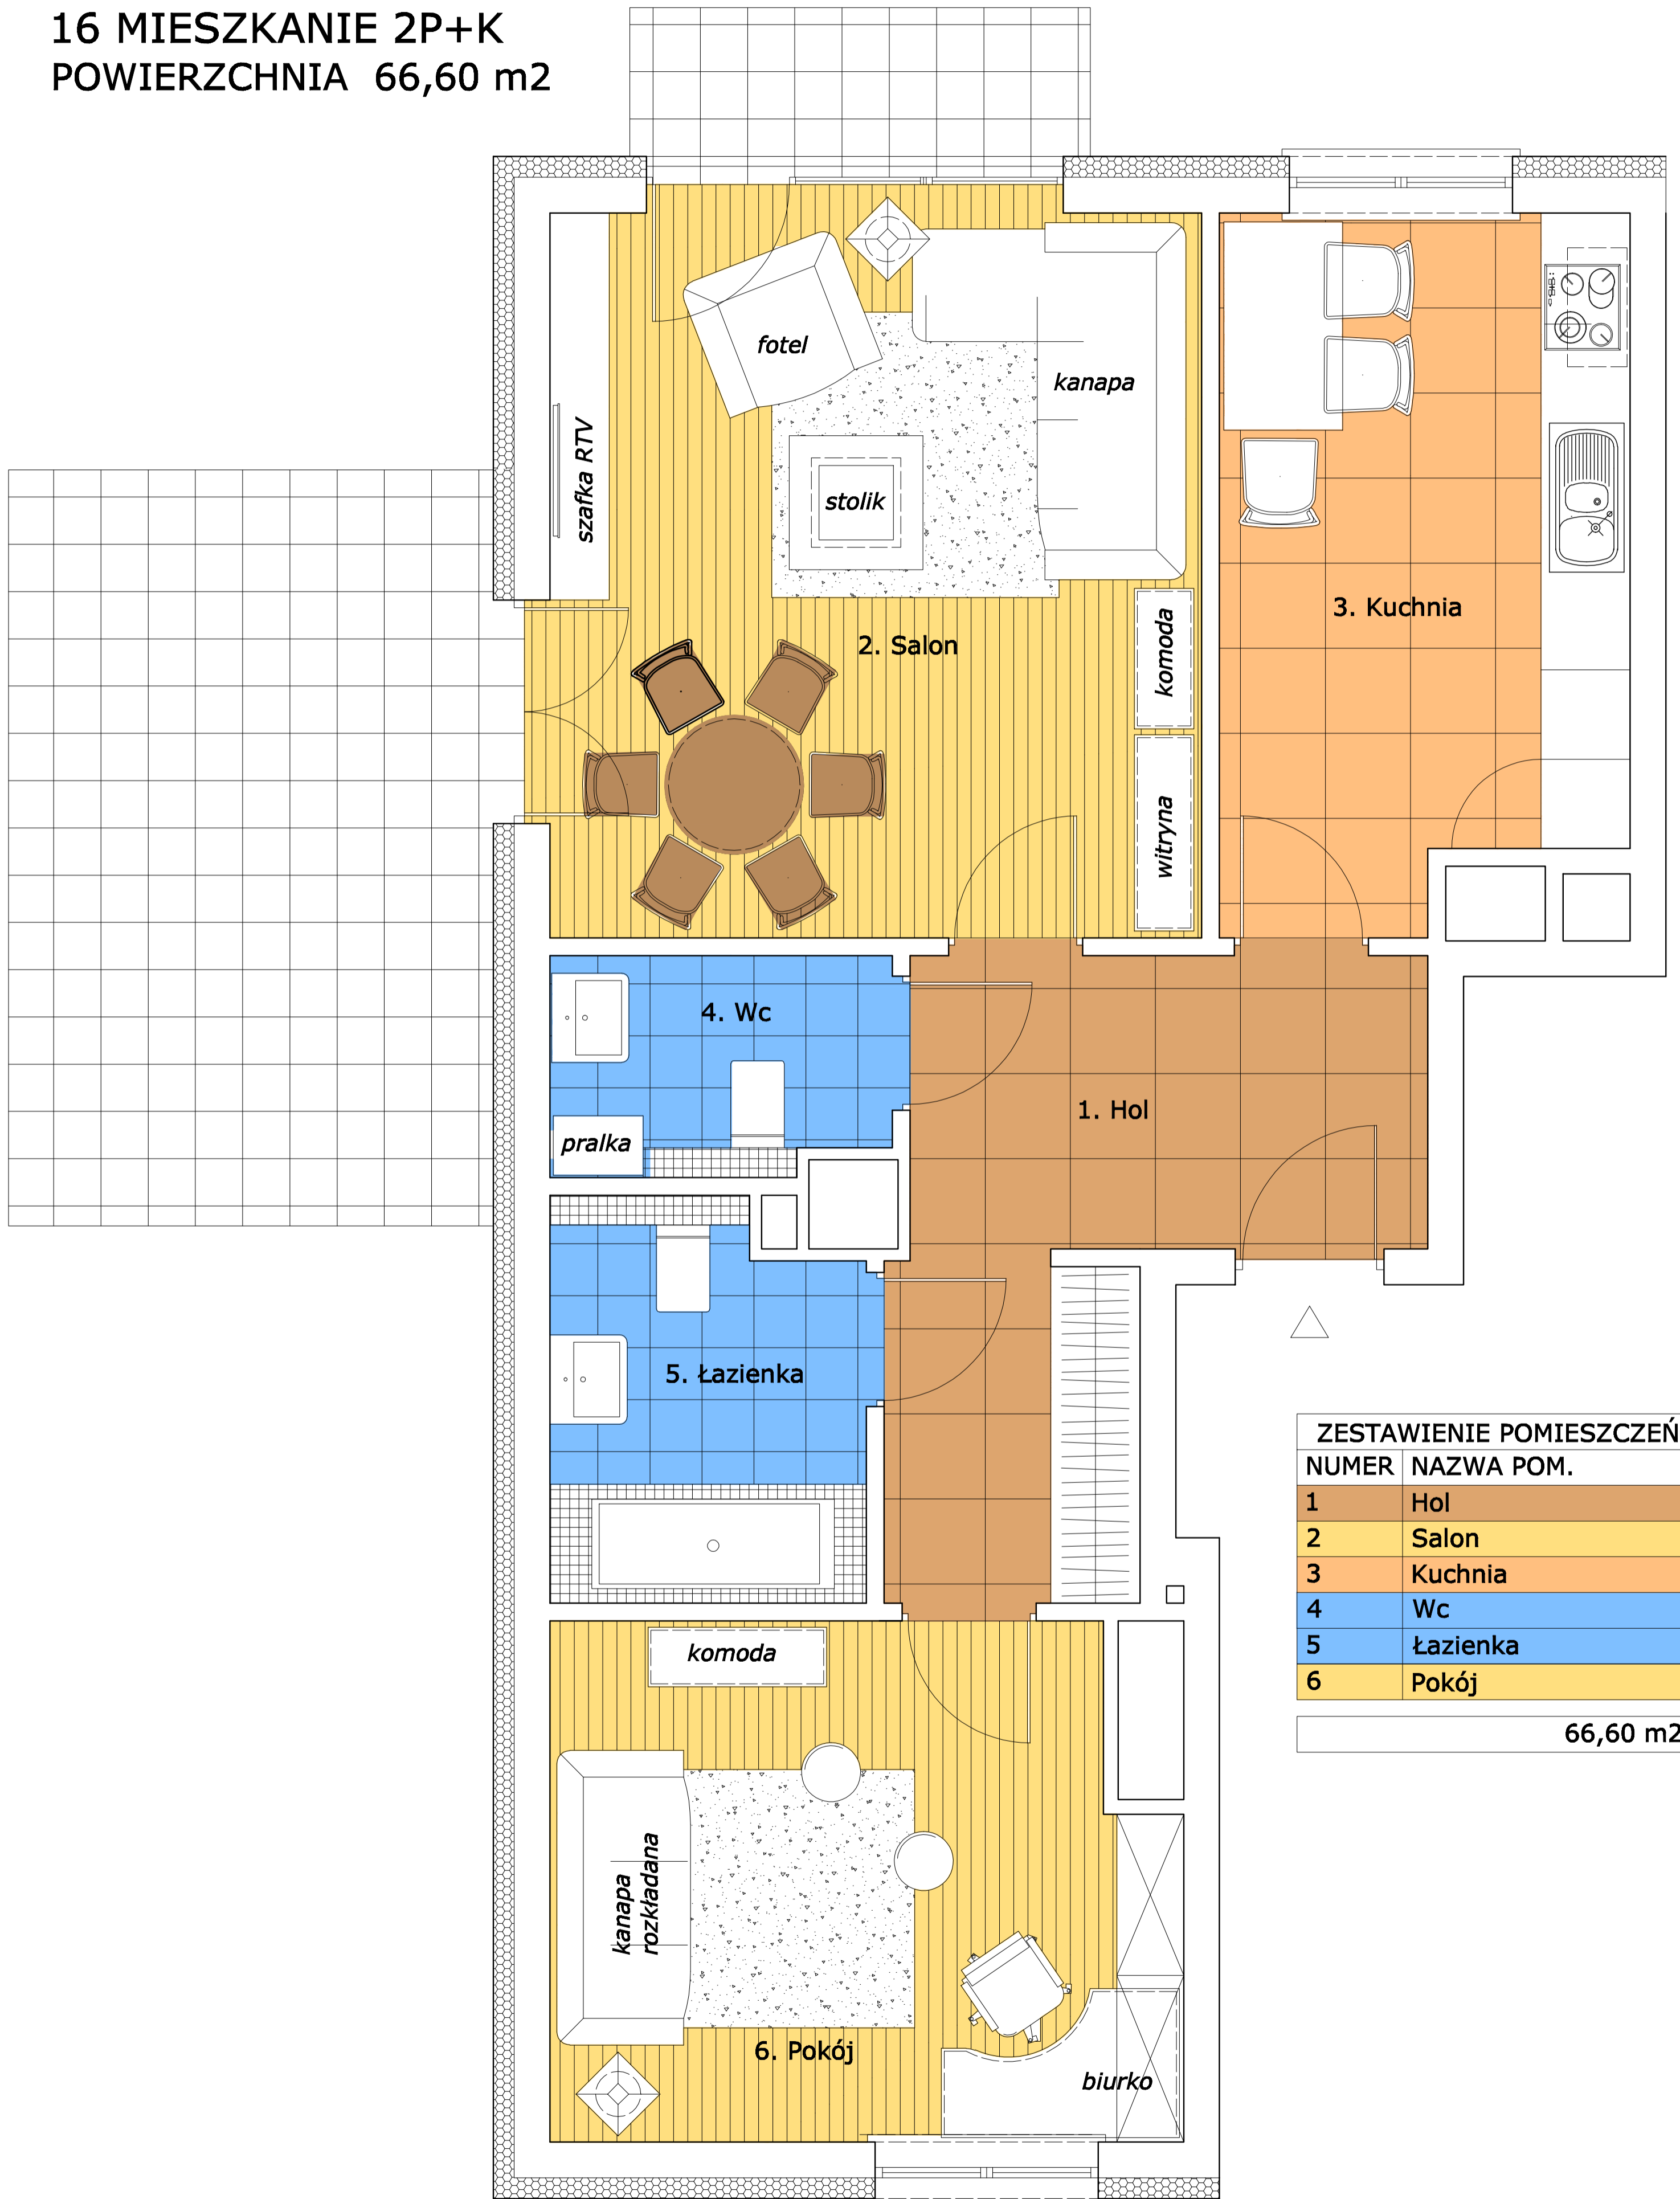 16 MIESZKANIE 2P+K
POWIERZCHNIA 66,60 m2
fotel
kanapa
szafka RTV
stolik
2. Salon
komoda
witryna
3. Kuchnia
4. Wc
pralka
1. Hol
5. Łazienka
ZESTAWIENIE POMIESZCZEŃ
NUMER NAZWA POM.
1 Hol
2 Salon
3 Kuchnia
4 Wc
5 Łazienka
6 Pokój
66,60 m2
komoda
kanapa
rozkładana
6. Pokój
biurko